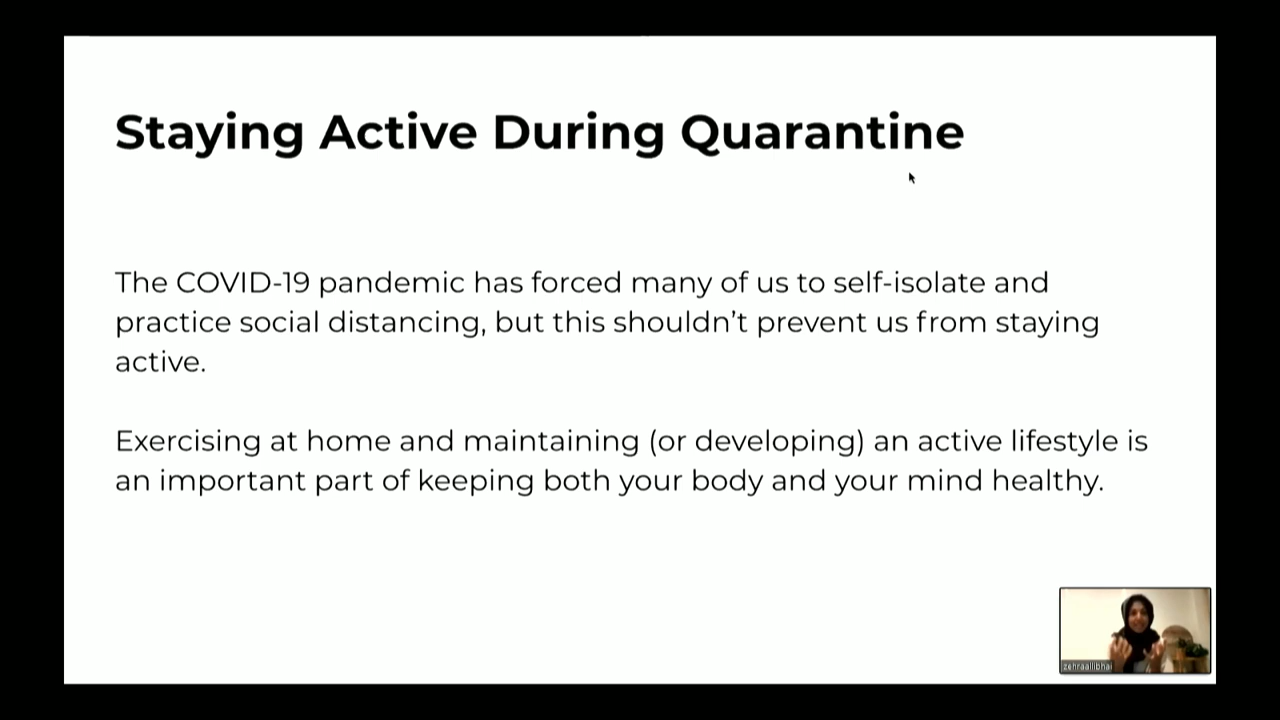 Staying Active During Quarantine
The COVID-19 pandemic has forced many of us to self-isolate and
practice social distancing, but this shouldn’t prevent us from staying
active.
Exercising at home and maintaining (or developing) an active lifestyle is
an important part of keeping both your body and your mind healthy.
zehraallibhai